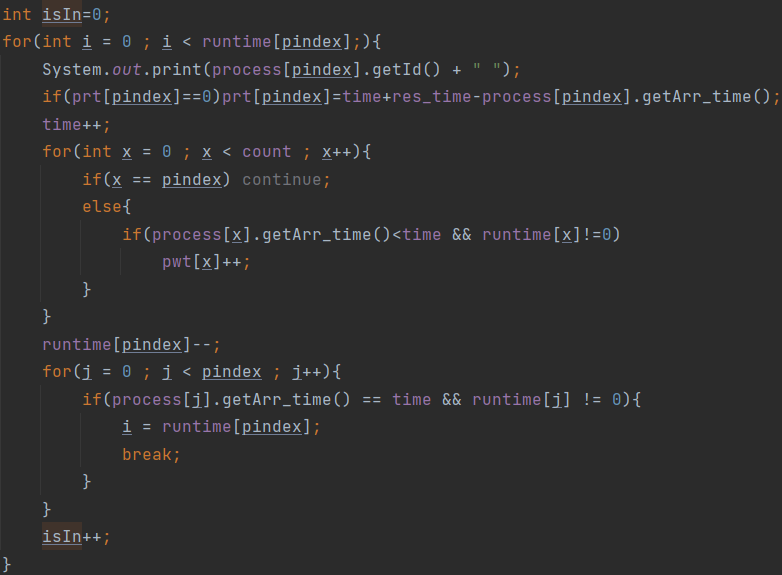 int isIn=0;
for(int i = 0 ; i < runtime[pindex];){
    System.out.print(process[pindex].getId() + " ");
    if(prt[pindex]==0)prt[pindex]=time+res_time-process[pindex].getArr_time();
    time++;
    for(int x = 0 ; x < count ; x++){
        if(x == pindex) continue;
        else{
            if(process[x].getArr_time()<time && runtime[x]!=0)
                pwt[x]++;
        }
    }
    runtime[pindex]--;
    for(j = 0 ; j < pindex ; j++){
        if(process[j].getArr_time() == time && runtime[j] != 0){
            i = runtime[pindex];
            break;
        }
    }
    isIn++;
}